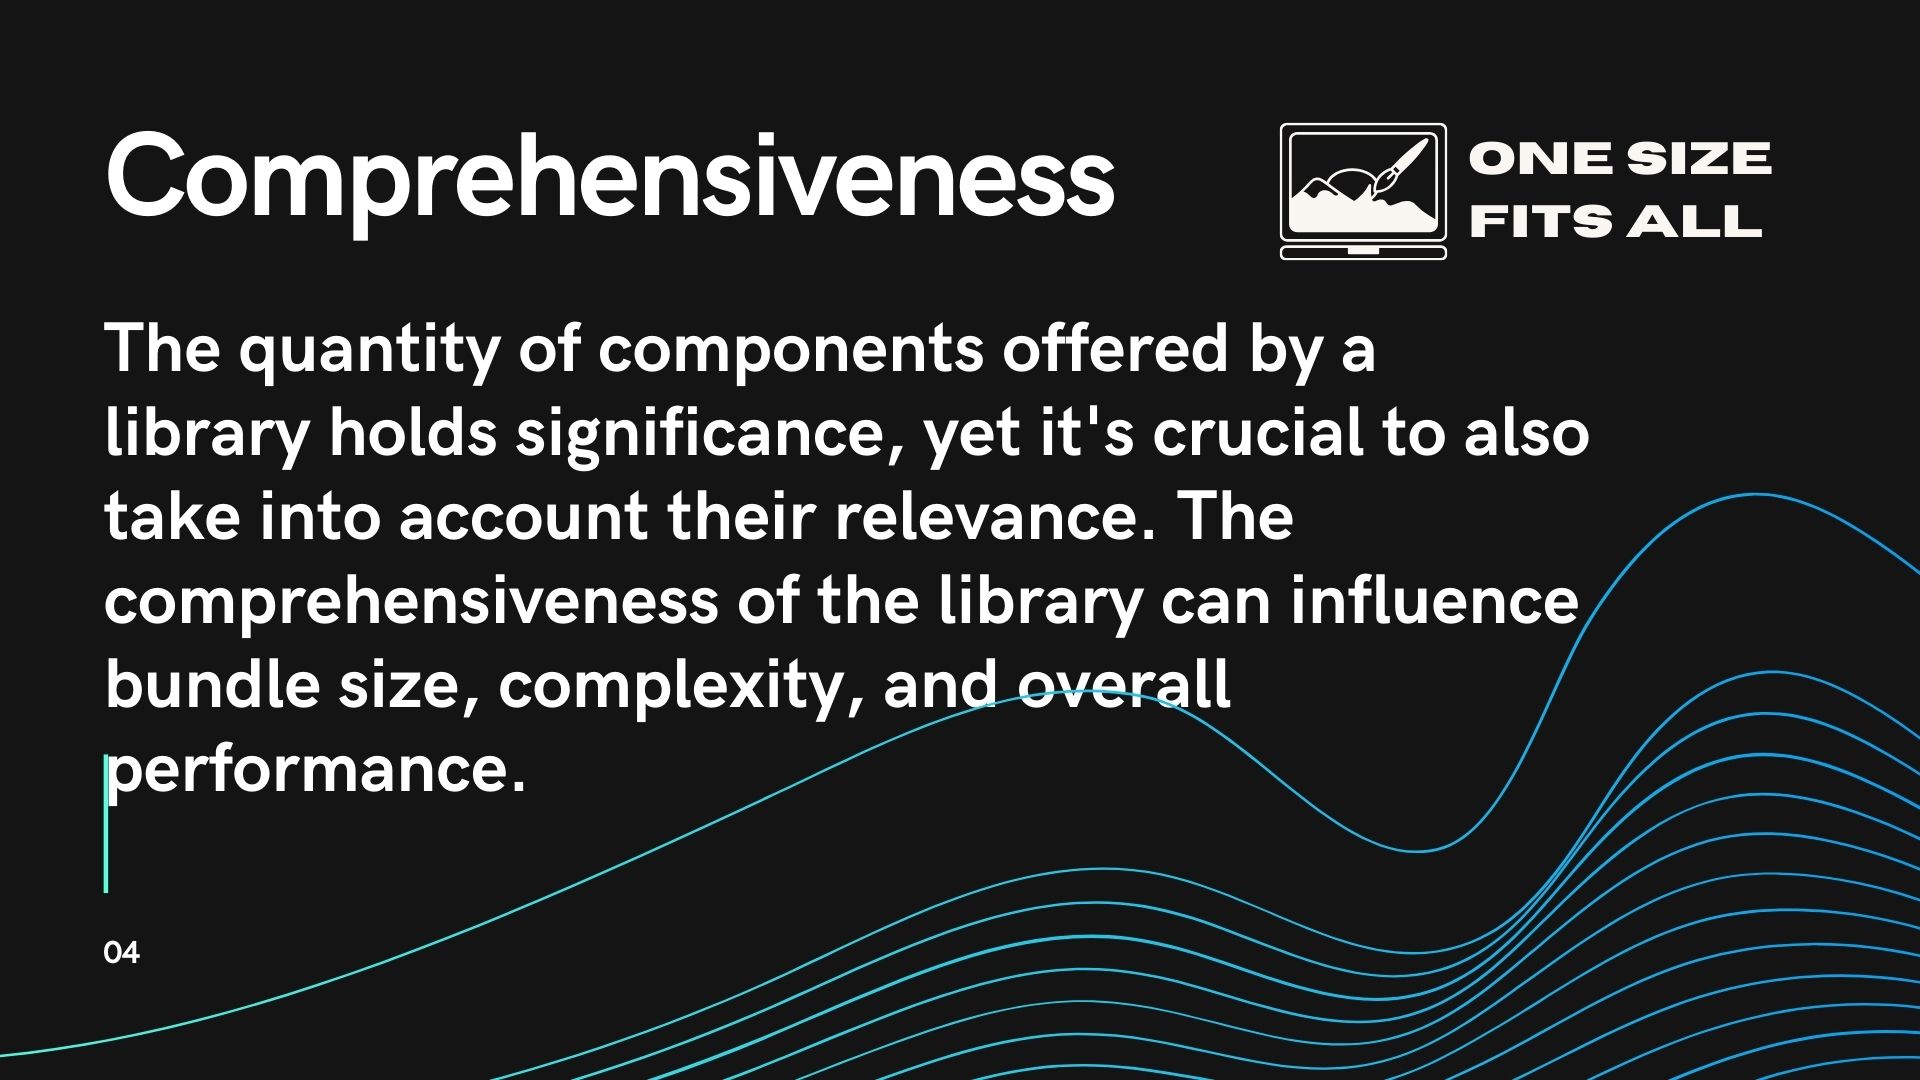 Comprehensiveness
ONE SIZE
FITS ALL
The quantity of components offered by a
library holds significance, yet it's crucial to also
take into account their relevance. The
comprehensiveness of the library can influence
bundle size, complexity, and overall
performance.
04